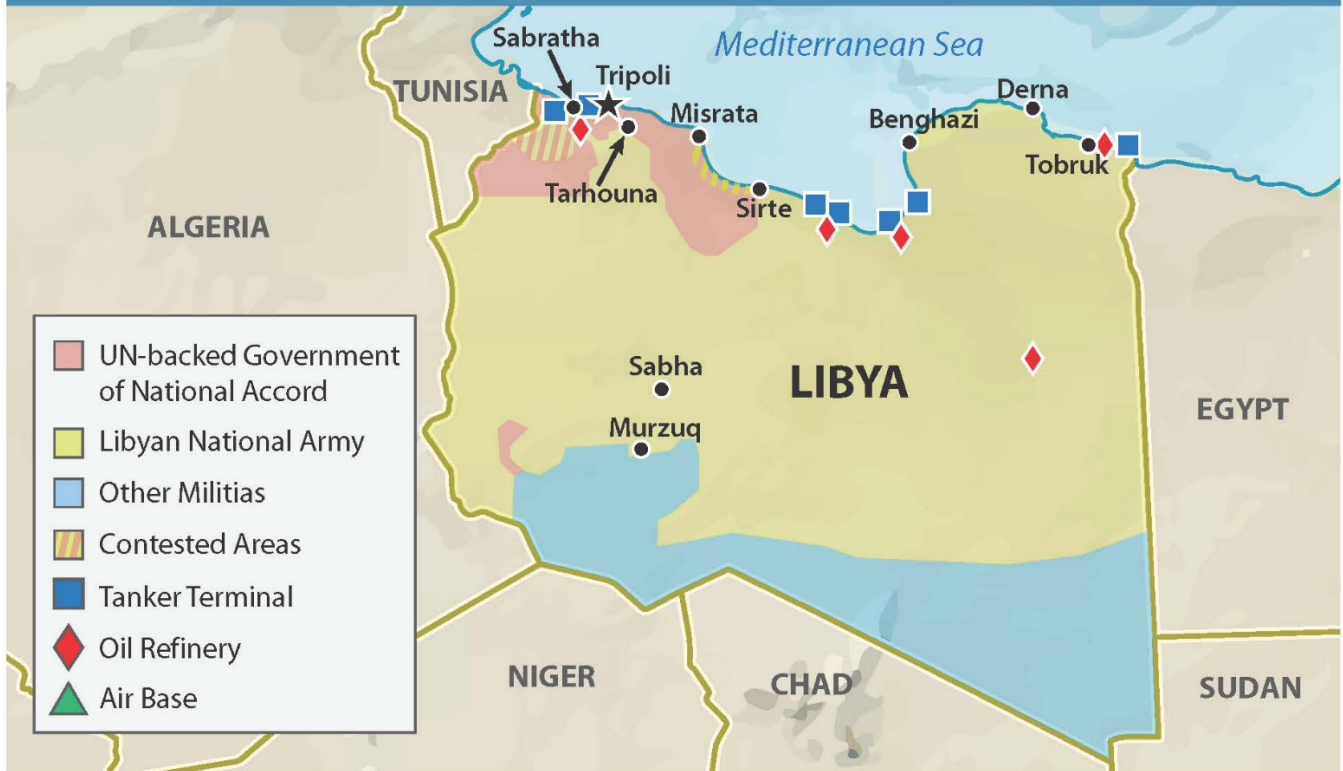 Mediterranean Sea
Sabratha
Tripoli
TUNISIA
Misrata
Benghazi
Derna
Tobruk
Tarhouna
Sirte
ALGERIA
LIBYA
Sabha
Murzuq
EGYPT
NIGER
CHAD
SUDAN
UN-backed Government
of National Accord
Libyan National Army
Other Militias
Contested Areas
Tanker Terminal
Oil Refinery
Air Base